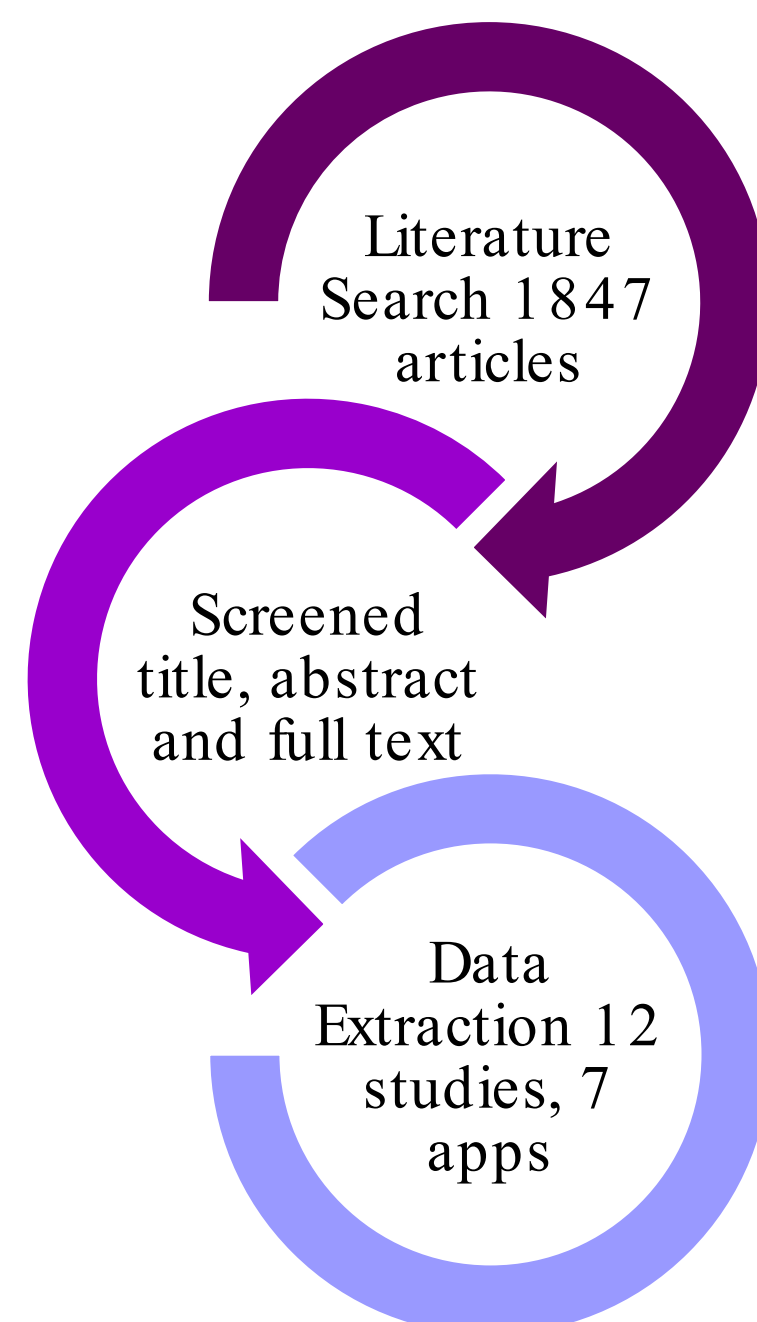 Literature
Search 1847
articles
Screened
title, abstract
and full text
Data
Extraction 12
studies, 7
apps